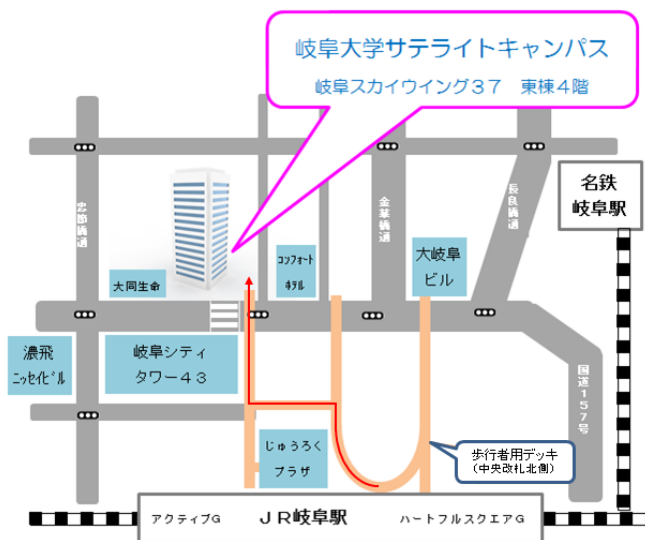 岐阜大学サテライトキャンパス
岐阜スカイウイング37　東棟4階
名鉄
岐阜駅
忠節橋通
金華橋通
長良橋通
コンフォート
ホテル
大岐阜
ビル
大同生命
濃飛
ニッセイビル
岐阜シティ
タワー43
国道157号
じゅうろく
プラザ
歩行者用デッキ
(中央改札北側)
アクティブG
JR岐阜駅
ハートフルスクエアG